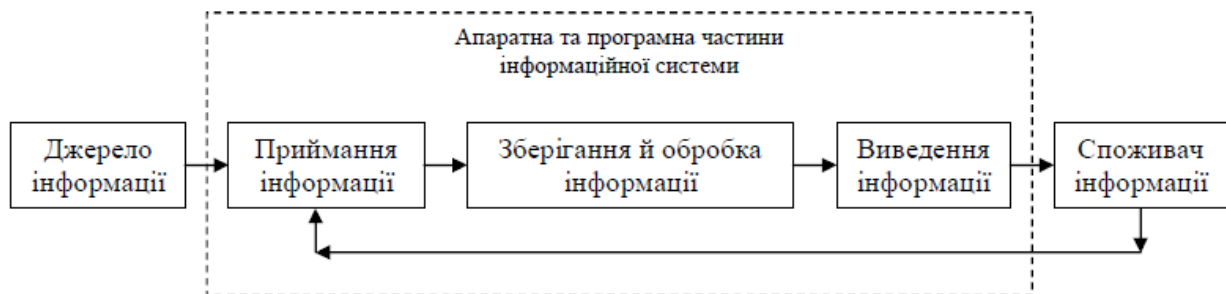 Апаратна та програмна частини
інформаційної системи
Джерело
інформації
Приймання
інформації
Зберігання й обробка
інформації
Виведення
інформації
Споживач
інформації